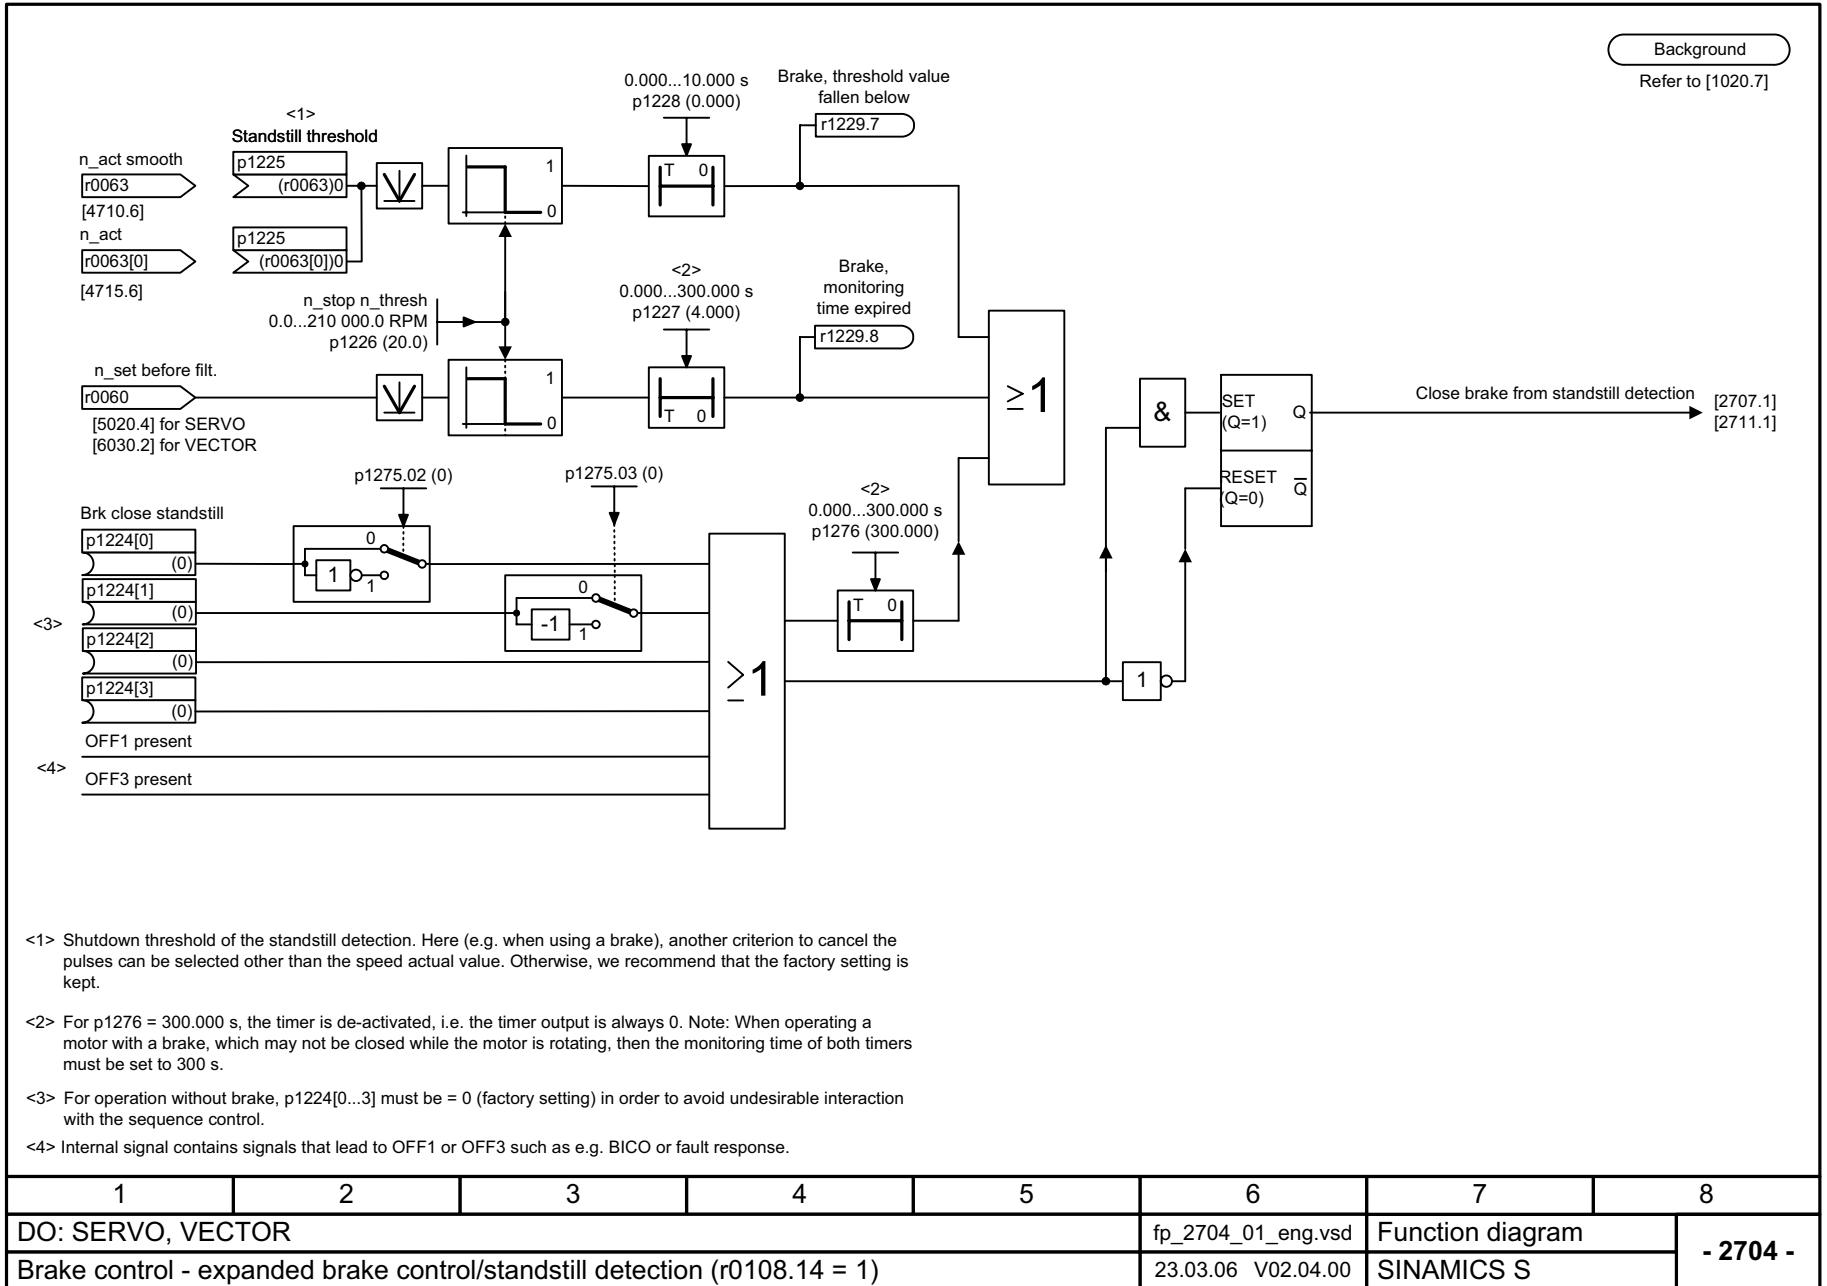 Background
Refer to [1020.7]
0.000...10.000 s
p1228 (0.000)
Brake, threshold value
fallen below
r1229.7
<1>
Standstill threshold
n_act smooth
r0063
[4710.6]
p1225
(r0063)0
T 0
1
0
n_act
r0063[0]
[4715.6]
p1225
(r0063[0])0
n_stop n_thresh
0.0...210 000.0 RPM
p1226 (20.0)
<2>
0.000...300.000 s
p1227 (4.000)
Brake,
monitoring
time expired
r1229.8
n_set before filt.
r0060
[5020.4] for SERVO
[6030.2] for VECTOR
1
0
T 0
≥1
&
SET
(Q=1)
Q
RESET
(Q=0)
Q̅
Close brake from standstill detection
[2707.1]
[2711.1]
p1275.02 (0)
p1275.03 (0)
<2>
0.000...300.000 s
p1276 (300.000)
T 0
Brk close standstill
p1224[0]
(0)
0
1
1
p1224[1]
(0)
0
-1
1
<3>
p1224[2]
(0)
p1224[3]
(0)
≥1
1
OFF1 present
<4>
OFF3 present
<1> Shutdown threshold of the standstill detection. Here (e.g. when using a brake), another criterion to cancel the
pulses can be selected other than the speed actual value. Otherwise, we recommend that the factory setting is
kept.
<2> For p1276 = 300.000 s, the timer is de-activated, i.e. the timer output is always 0. Note: When operating a
motor with a brake, which may not be closed while the motor is rotating, then the monitoring time of both timers
must be set to 300 s.
<3> For operation without brake, p1224[0...3] must be = 0 (factory setting) in order to avoid undesirable interaction
with the sequence control.
<4> Internal signal contains signals that lead to OFF1 or OFF3 such as e.g. BICO or fault response.
1 2 3 4 5 6 7 8
DO: SERVO, VECTOR
fp_2704_01_eng.vsd
Function diagram
- 2704 -
Brake control - expanded brake control/standstill detection (r0108.14 = 1)
23.03.06 V02.04.00
SINAMICS S